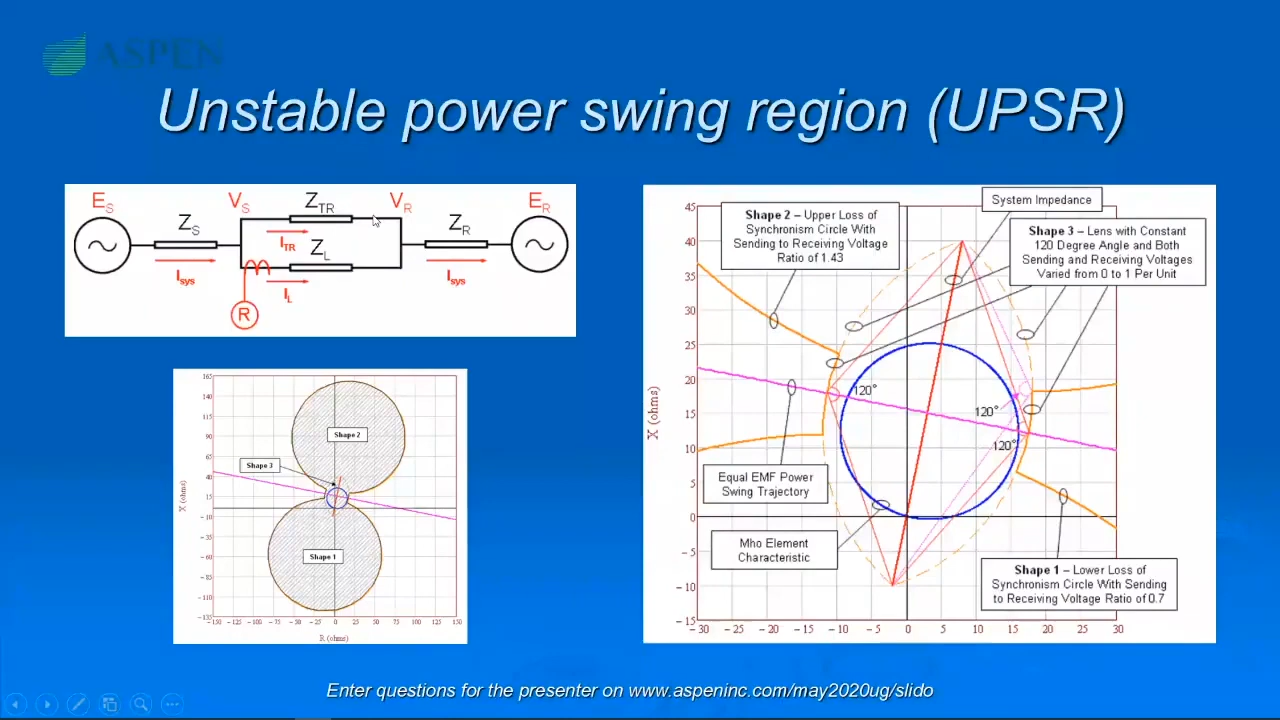 ASPEN
Unstable power swing region (UPSR)
E_S
V_S
Z_TR
V_R
E_R
Z_S
I_TR
Z_L
Z_R
I_sys
I_L
I_sys
R
165
140
115
90
65
40
15
-10
-35
-60
-85
-110
-135
-150 -125 -100 -75 -50 -25 0 25 50 75 100 125 150
X (ohms)
R (ohms)
Shape 2
Shape 3
Shape 1
45
40
35
30
25
20
15
10
5
0
-5
-10
-15
-30 -25 -20 -15 -10 -5 0 5 10 15 20 25 30
X (ohms)
System Impedance
Shape 2 – Upper Loss of
Synchronism Circle With
Sending to Receiving Voltage
Ratio of 1.43
Shape 3 – Lens with Constant
120 Degree Angle and Both
Sending and Receiving Voltages
Varied from 0 to 1 Per Unit
120°
120°
120°
Equal EMF Power
Swing Trajectory
Mho Element
Characteristic
Shape 1 – Lower Loss of
Synchronism Circle With Sending
to Receiving Voltage Ratio of 0.7
Enter questions for the presenter on www.aspeninc.com/may2020ug/slido